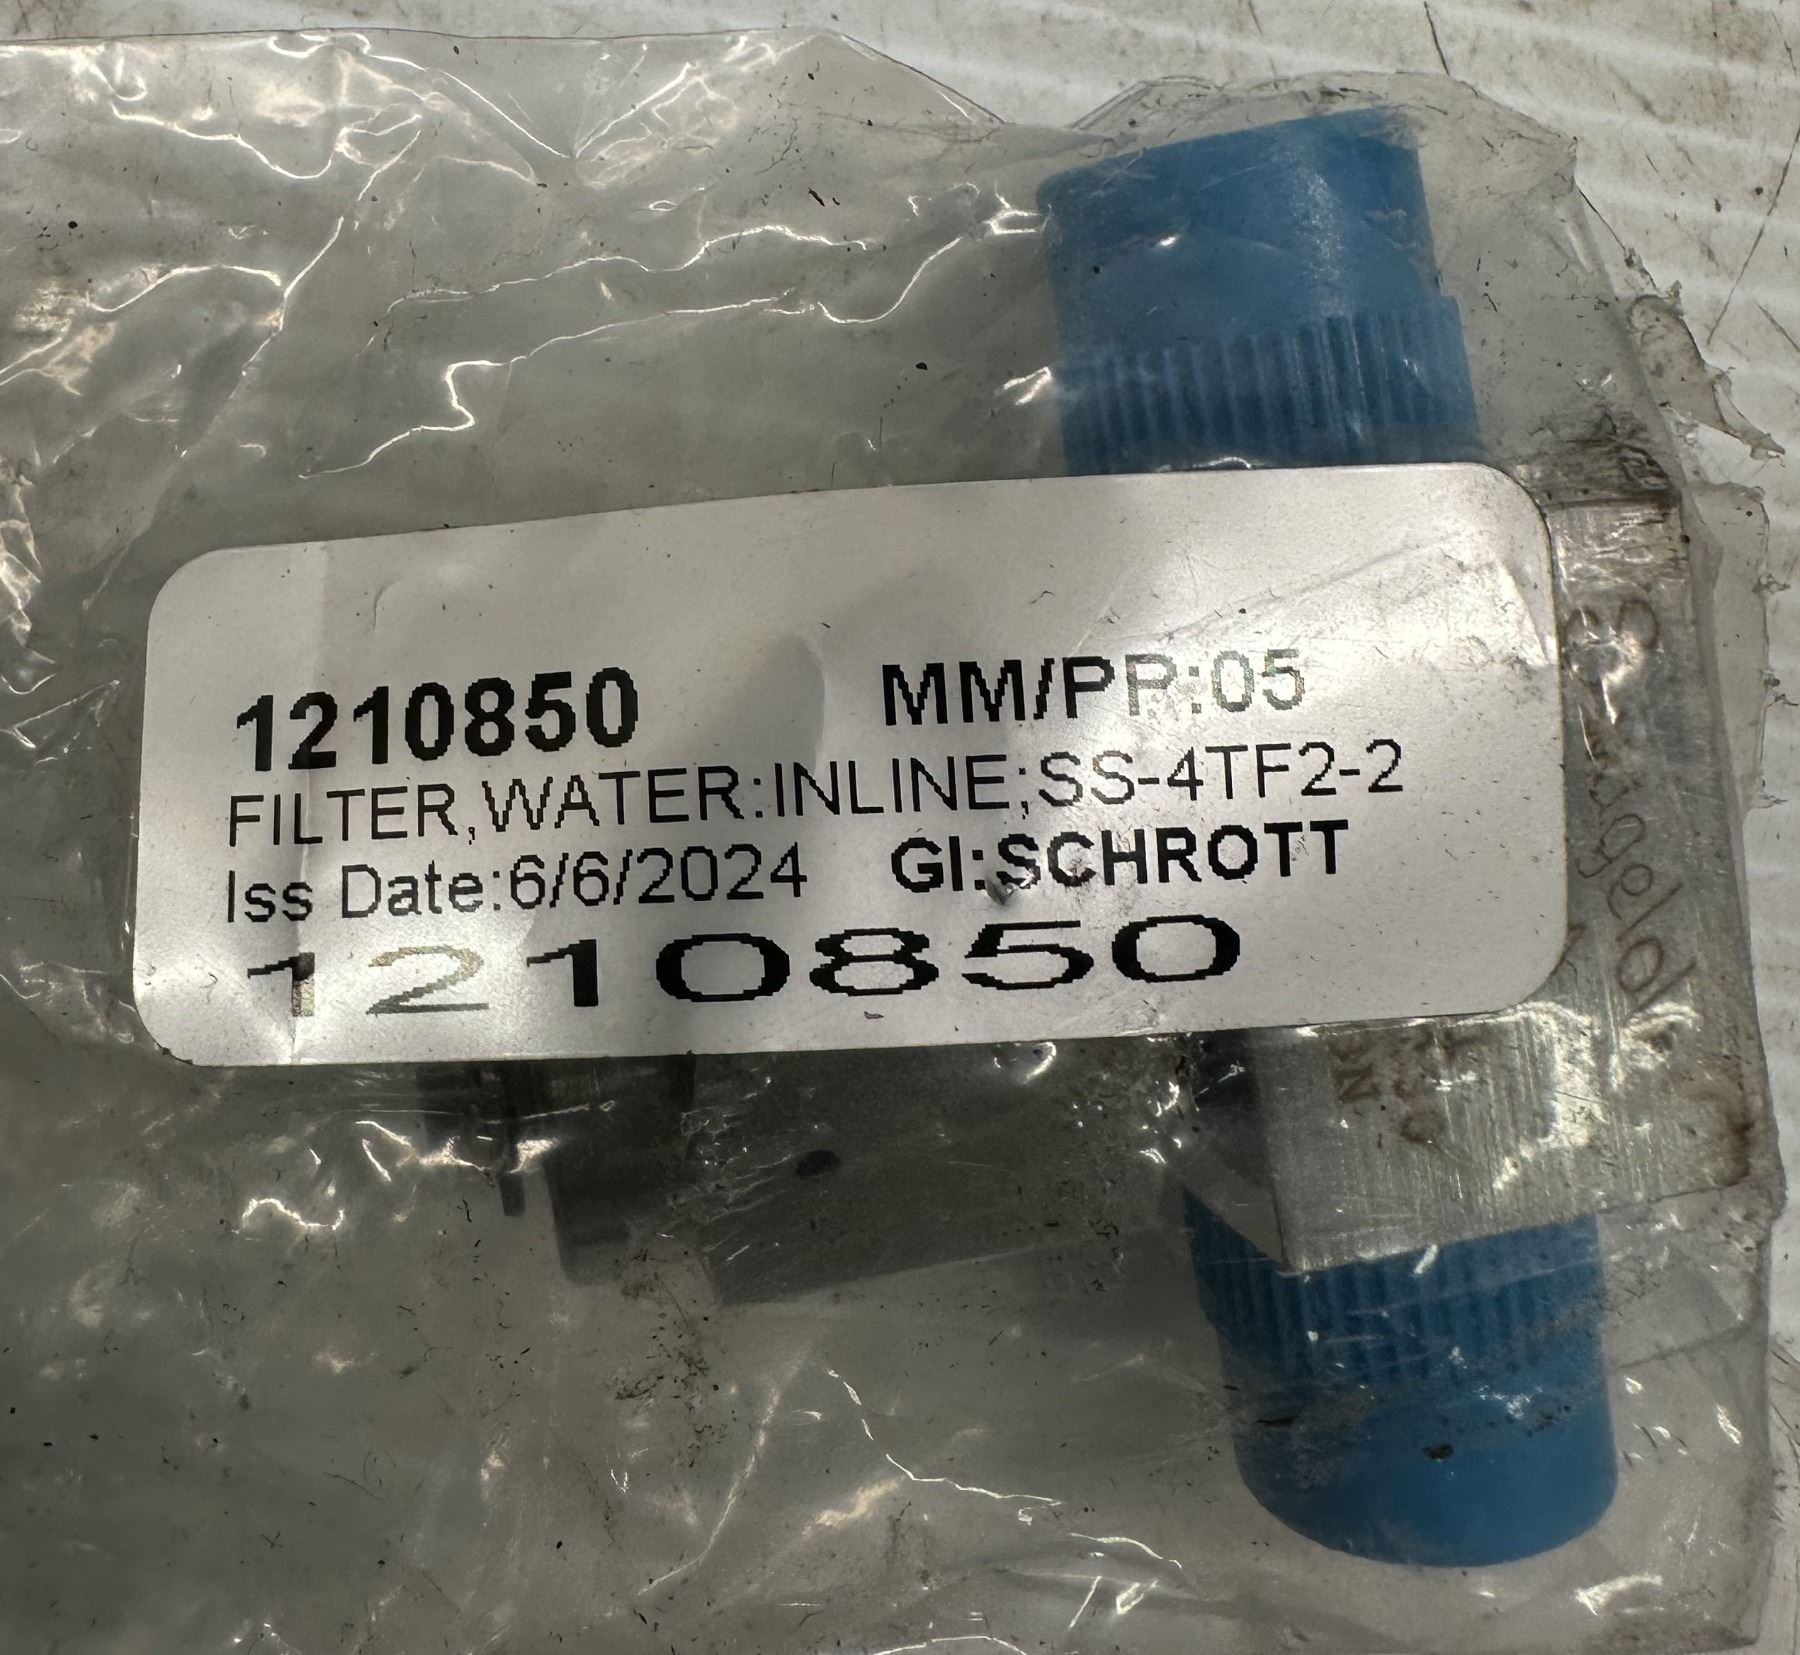 1210850 MM/PP:05
FILTER,WATER:INLINE;SS-4TF2-2
Iss Date:6/6/2024 GI:SCHROTT
1210850